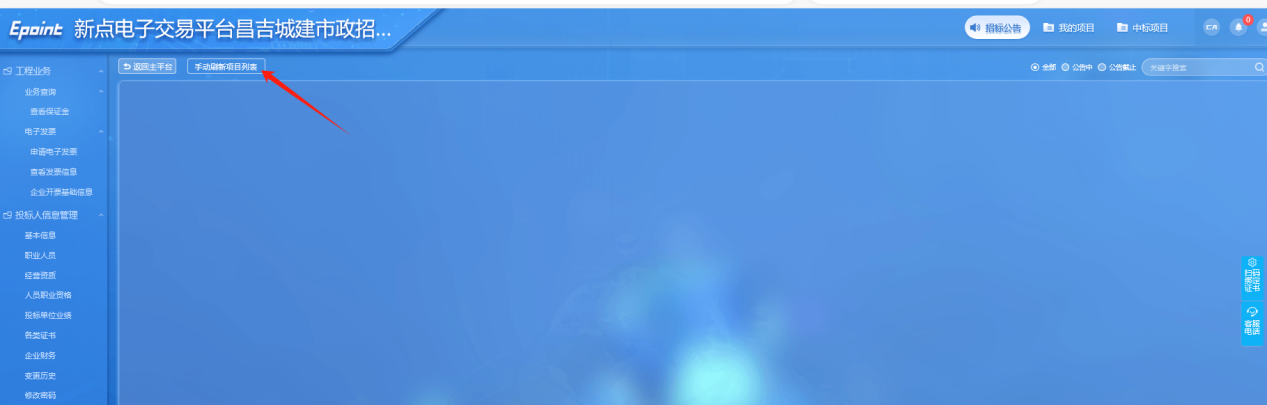 Epoint 新点电子交易平台昌吉城建市政招...
招标公告 我的项目 中标项目 CA 0
工程业务
返回主平台 手动刷新项目列表
全部 公告中 公告截止 关键字搜索
业务查询
查看保证金
电子发票
申请电子发票
查看发票信息
企业开票基础信息
投标人信息管理
基本信息
职业人员
经营资质
人员职业资格
投标单位业绩
各类证书
企业财务
变更历史
修改密码
扫码
绑定
证书
客服
电话